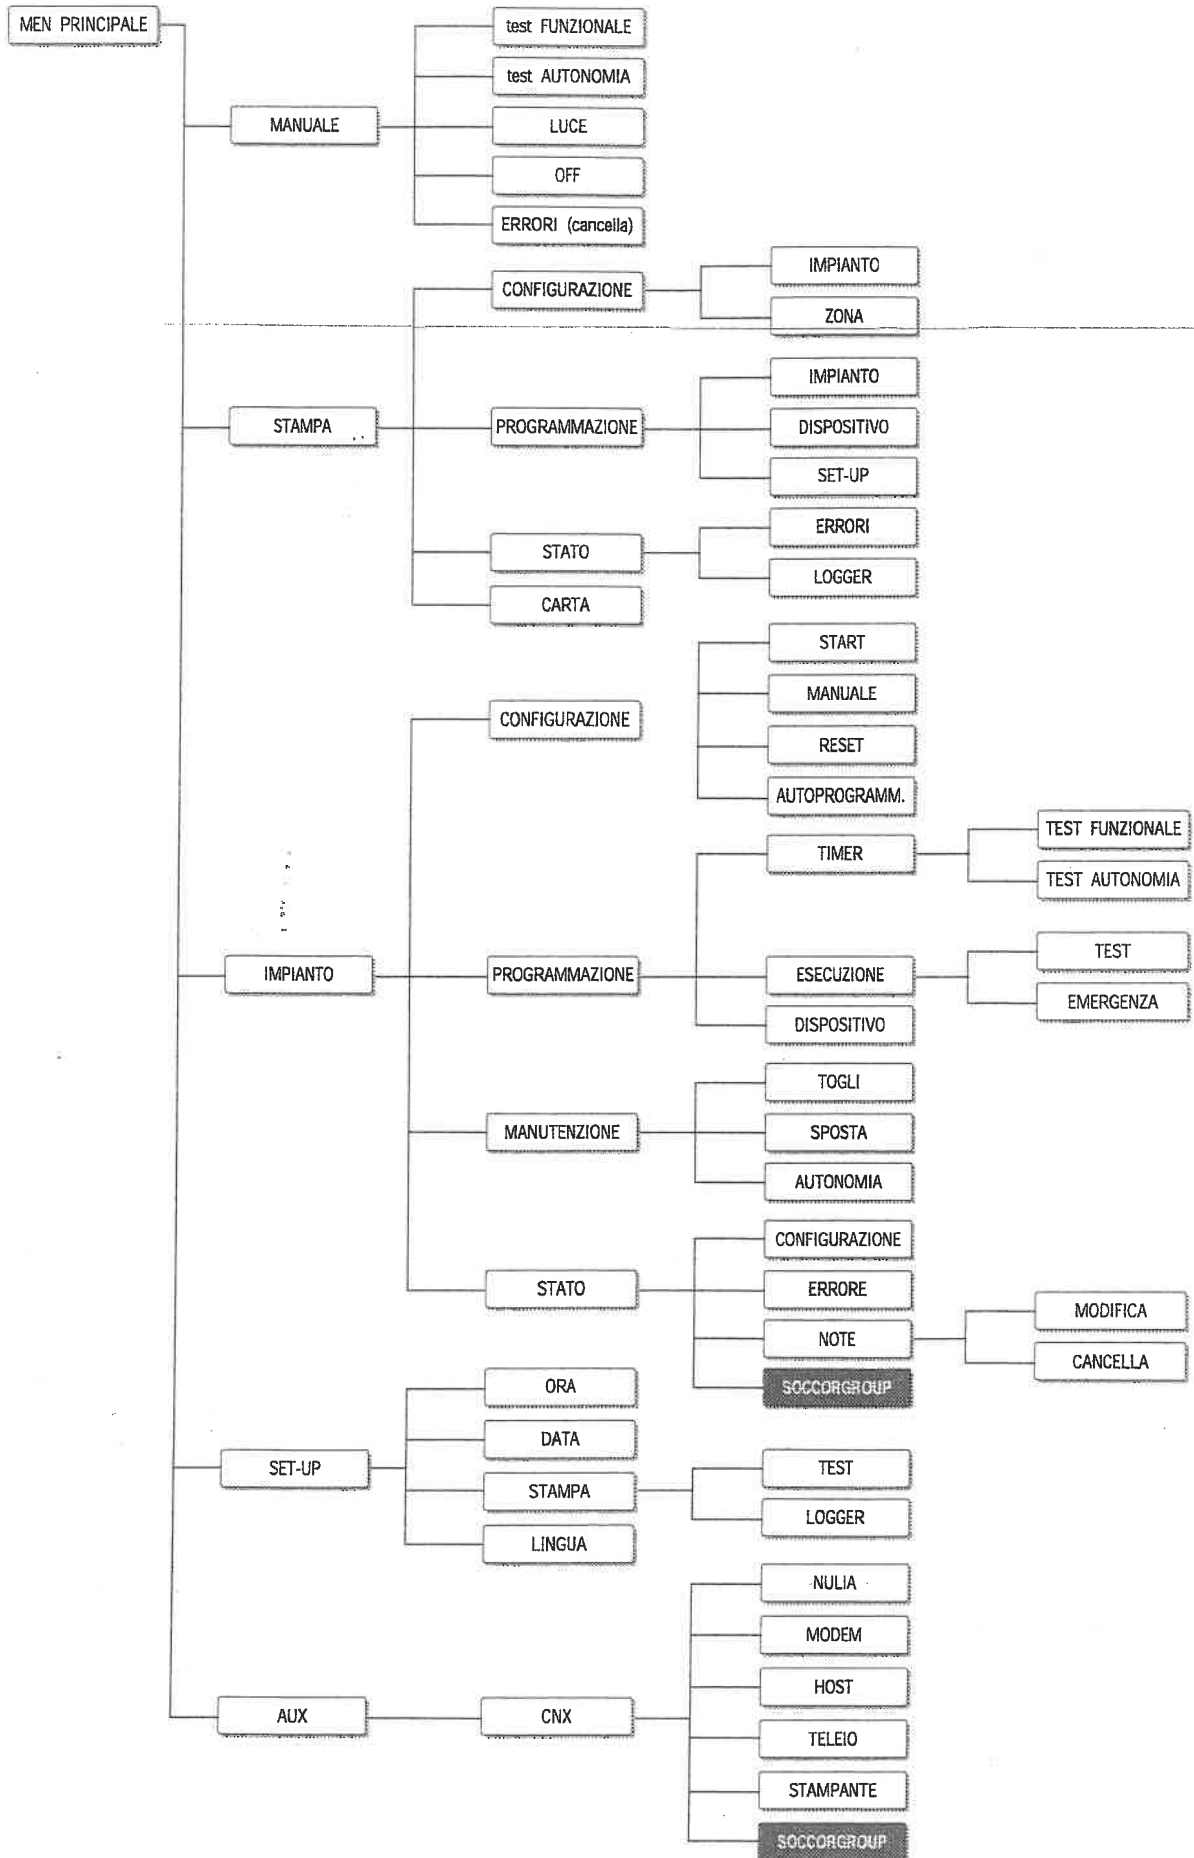 MEN PRINCIPALE
MANUALE
test FUNZIONALE
test AUTONOMIA
LUCE
OFF
ERRORI (cancella)
STAMPA
CONFIGURAZIONE
IMPIANTO
ZONA
PROGRAMMAZIONE
IMPIANTO
DISPOSITIVO
SET-UP
STATO
ERRORI
LOGGER
CARTA
IMPIANTO
CONFIGURAZIONE
START
MANUALE
RESET
AUTOPROGRAMM.
PROGRAMMAZIONE
TIMER
TEST FUNZIONALE
TEST AUTONOMIA
ESECUZIONE
TEST
EMERGENZA
DISPOSITIVO
MANUTENZIONE
TOGLI
SPOSTA
AUTONOMIA
STATO
CONFIGURAZIONE
ERRORE
NOTE
MODIFICA
CANCELLA
SOCCORGROUP
SET-UP
ORA
DATA
STAMPA
TEST
LOGGER
LINGUA
AUX
CNX
NULIA
MODEM
HOST
TELEIO
STAMPANTE
SOCCORGROUP